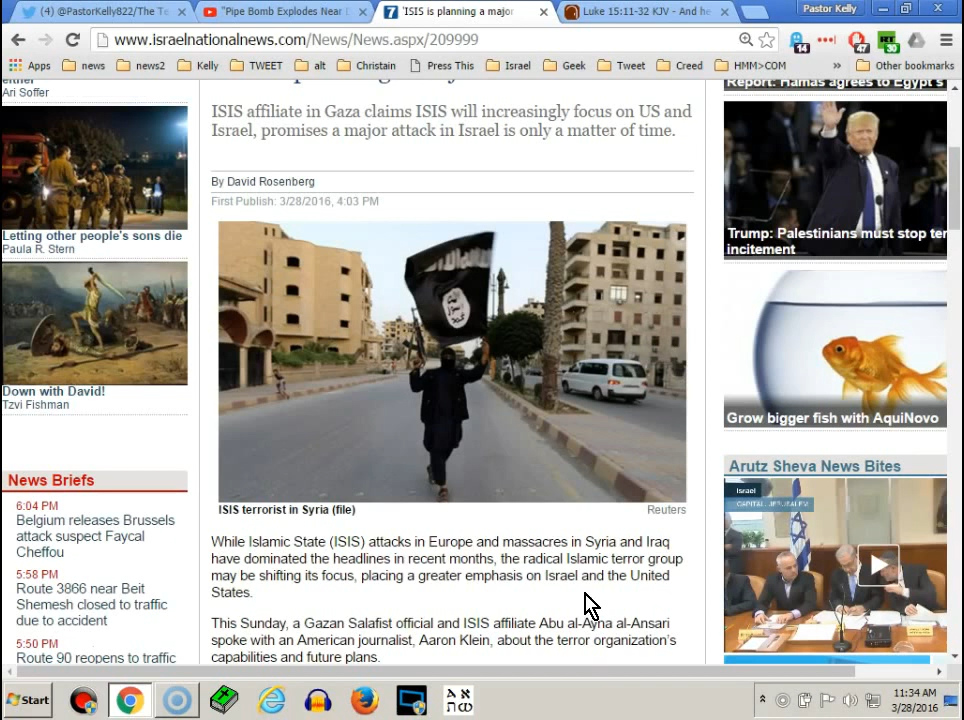 (4) @PastorKelly822/The Te
"Pipe Bomb Explodes Near D
'ISIS is planning a major
Luke 15:11-32 KJV - And he
Pastor Kelly
www.israelnationalnews.com/News/News.aspx/209999
14
47
30
Apps
news
news2
Kelly
TWEET
alt
Christain
Press This
Israel
Geek
Tweet
Creed
HMM>COM
»
Other bookmarks
either
Ari Soffer
Letting other people's sons die
Paula R. Stern
Down with David!
Tzvi Fishman
News Briefs
6:04 PM
Belgium releases Brussels
attack suspect Faycal
Cheffou
5:58 PM
Route 3866 near Beit
Shemesh closed to traffic
due to accident
5:50 PM
Route 90 reopens to traffic
ISIS affiliate in Gaza claims ISIS will increasingly focus on US and
Israel, promises a major attack in Israel is only a matter of time.
By David Rosenberg
First Publish: 3/28/2016, 4:03 PM
ISIS terrorist in Syria (file)
Reuters
While Islamic State (ISIS) attacks in Europe and massacres in Syria and Iraq
have dominated the headlines in recent months, the radical Islamic terror group
may be shifting its focus, placing a greater emphasis on Israel and the United
States.
This Sunday, a Gazan Salafist official and ISIS affiliate Abu al-Ayna al-Ansari
spoke with an American journalist, Aaron Klein, about the terror organization's
capabilities and future plans.
Report: Hamas agrees to Egypt's
Trump: Palestinians must stop ter
incitement
Grow bigger fish with AquiNovo
Arutz Sheva News Bites
Israel
CAPITAL JERUSALEM
Start
11:34 AM
3/28/2016